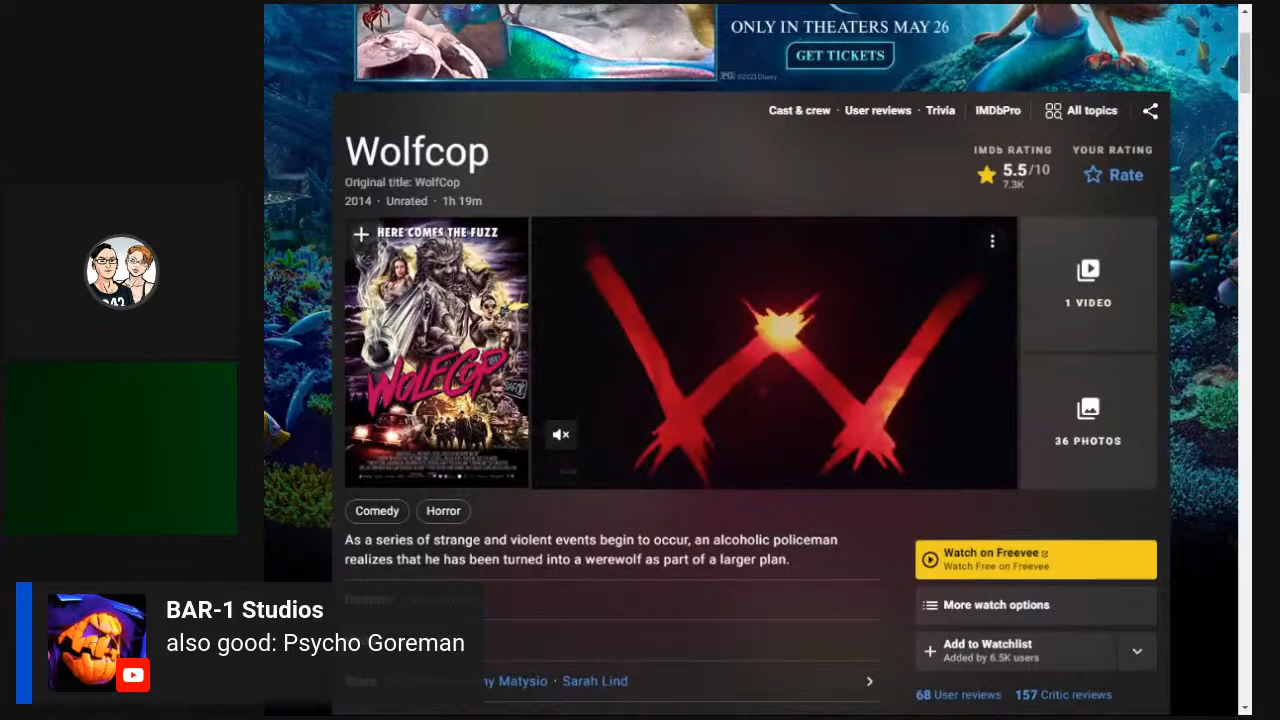 ONLY IN THEATERS MAY 26
GET TICKETS
PG ©2023 Disney
Cast & crew · User reviews · Trivia
IMDbPro
All topics
Wolfcop
Original title: WolfCop
2014 · Unrated · 1h 19m
IMDb RATING
5.5/10
7.3K
YOUR RATING
Rate
HERE COMES THE FUZZ
WOLFCOP
1 VIDEO
36 PHOTOS
Comedy
Horror
As a series of strange and violent events begin to occur, an alcoholic policeman
realizes that he has been turned into a werewolf as part of a larger plan.
Stars
Matysio · Sarah Lind
Watch on Freevee
Watch Free on Freevee
More watch options
Add to Watchlist
Added by 6.5K users
68 User reviews
157 Critic reviews
BAR-1 Studios
also good: Psycho Goreman